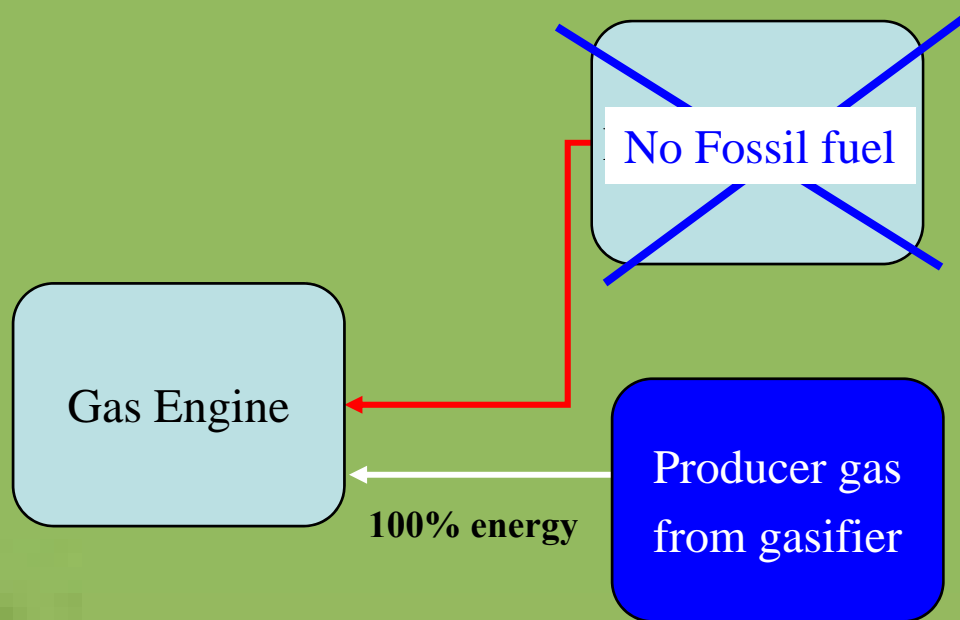 No Fossil fuel
Gas Engine
100% energy
Producer gas
from gasifier